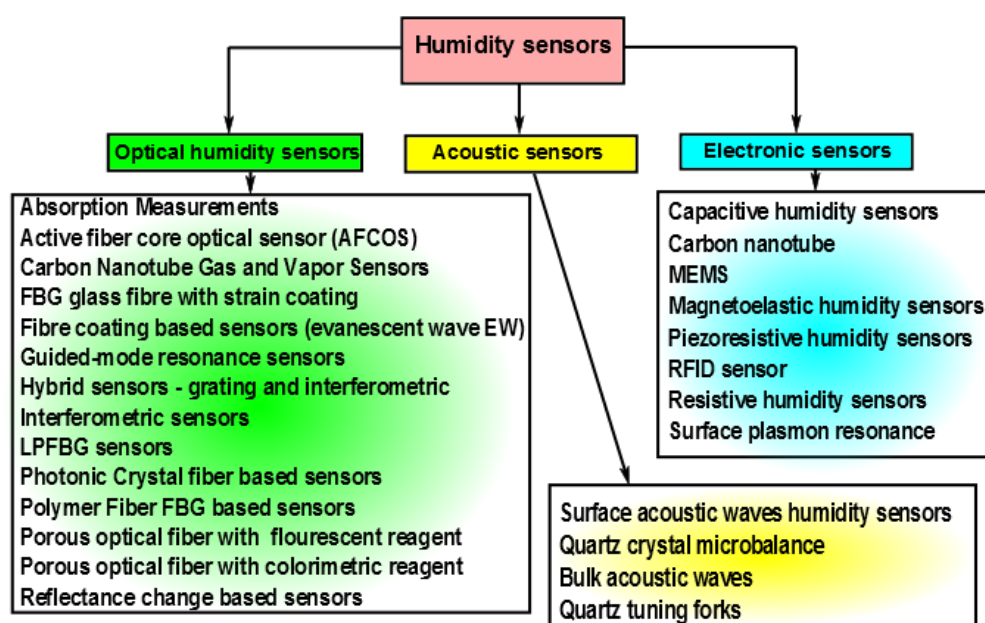 Humidity sensors
Optical humidity sensors
Acoustic sensors
Electronic sensors
Absorption Measurements
Active fiber core optical sensor (AFCOS)
Carbon Nanotube Gas and Vapor Sensors
FBG glass fibre with strain coating
Fibre coating based sensors (evanescent wave EW)
Guided-mode resonance sensors
Hybrid sensors - grating and interferometric
Interferometric sensors
LPFBG sensors
Photonic Crystal fiber based sensors
Polymer Fiber FBG based sensors
Porous optical fiber with flourescent reagent
Porous optical fiber with colorimetric reagent
Reflectance change based sensors
Capacitive humidity sensors
Carbon nanotube
MEMS
Magnetoelastic humidity sensors
Piezoresistive humidity sensors
RFID sensor
Resistive humidity sensors
Surface plasmon resonance
Surface acoustic waves humidity sensors
Quartz crystal microbalance
Bulk acoustic waves
Quartz tuning forks